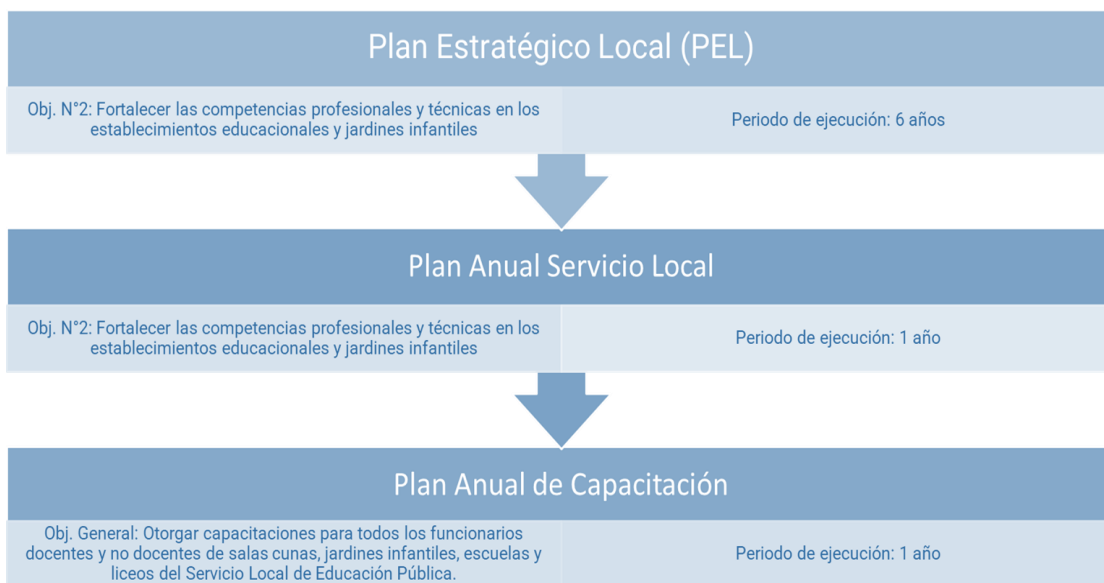 Plan Estratégico Local (PEL)
Obj. N°2: Fortalecer las competencias profesionales y técnicas en los
establecimientos educacionales y jardines infantiles
Periodo de ejecución: 6 años
Plan Anual Servicio Local
Obj. N°2: Fortalecer las competencias profesionales y técnicas en los
establecimientos educacionales y jardines infantiles
Periodo de ejecución: 1 año
Plan Anual de Capacitación
Obj. General: Otorgar capacitaciones para todos los funcionarios
docentes y no docentes de salas cunas, jardines infantiles, escuelas y
liceos del Servicio Local de Educación Pública.
Periodo de ejecución: 1 año